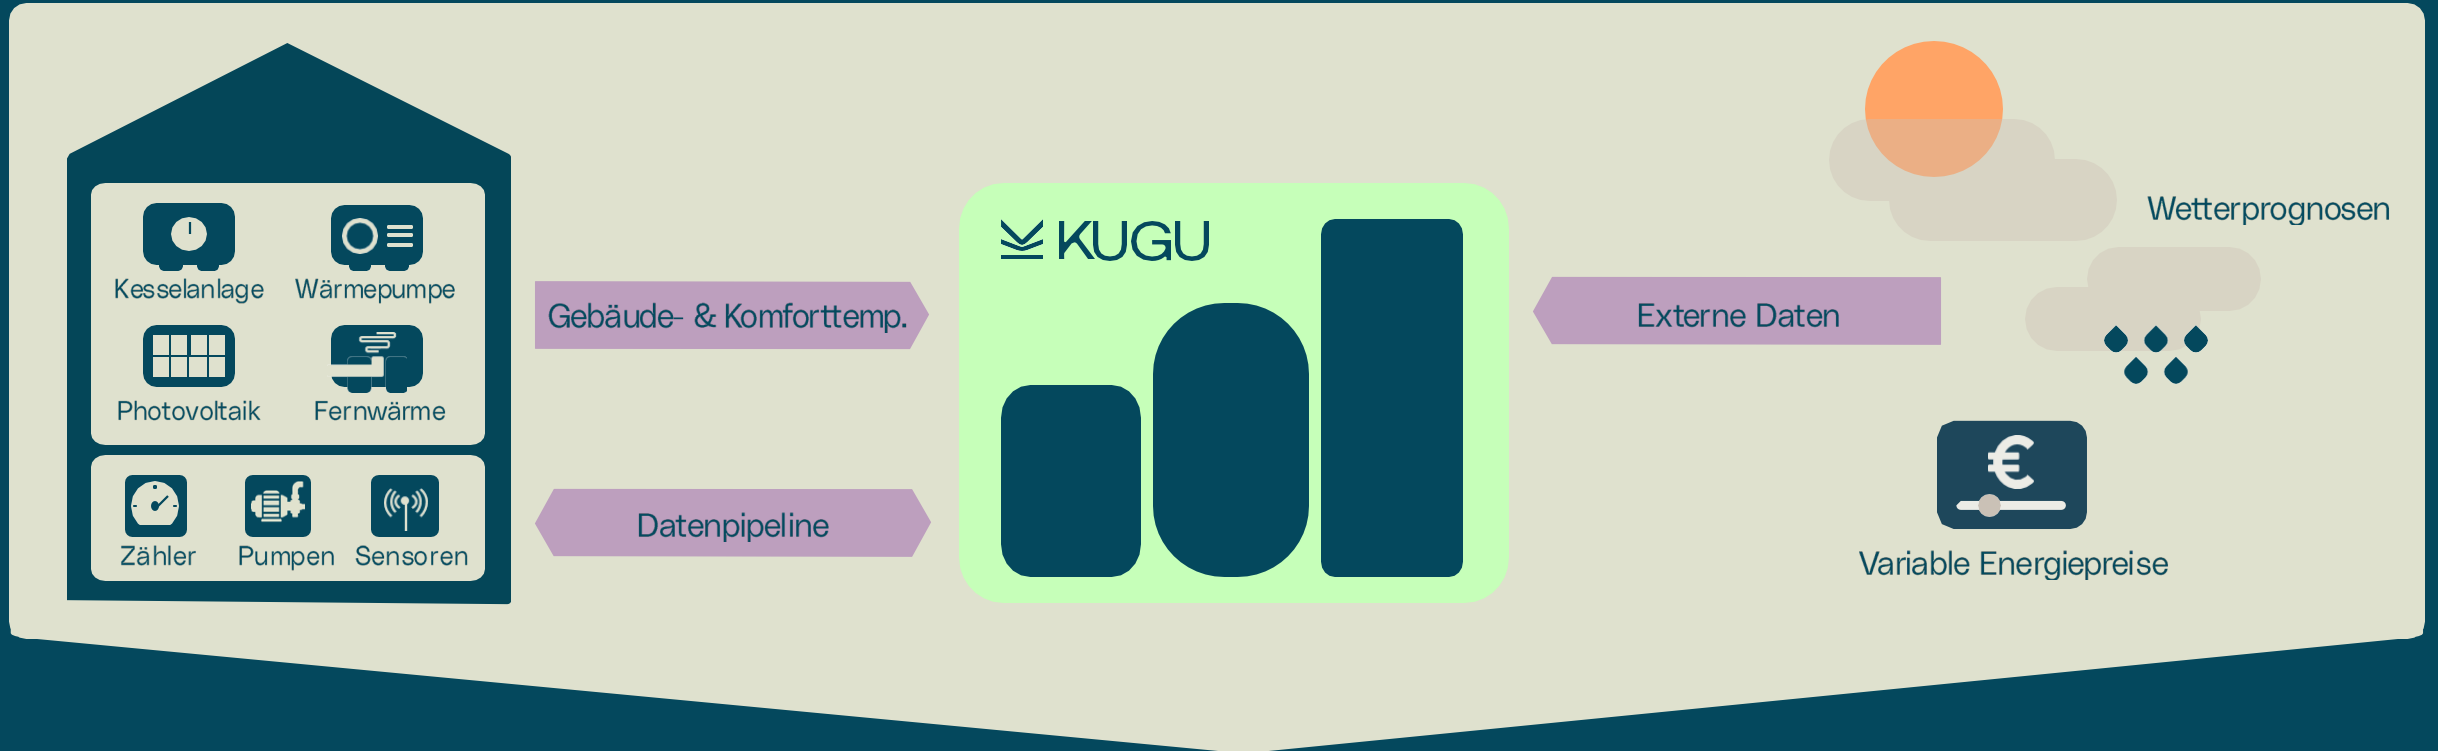 Kesselanlage
Wärmepumpe
Photovoltaik
Fernwärme
Zähler
Pumpen
Sensoren
Gebäude- & Komforttemp.
Datenpipeline
KUGU
Externe Daten
Wetterprognosen
€
Variable Energiepreise